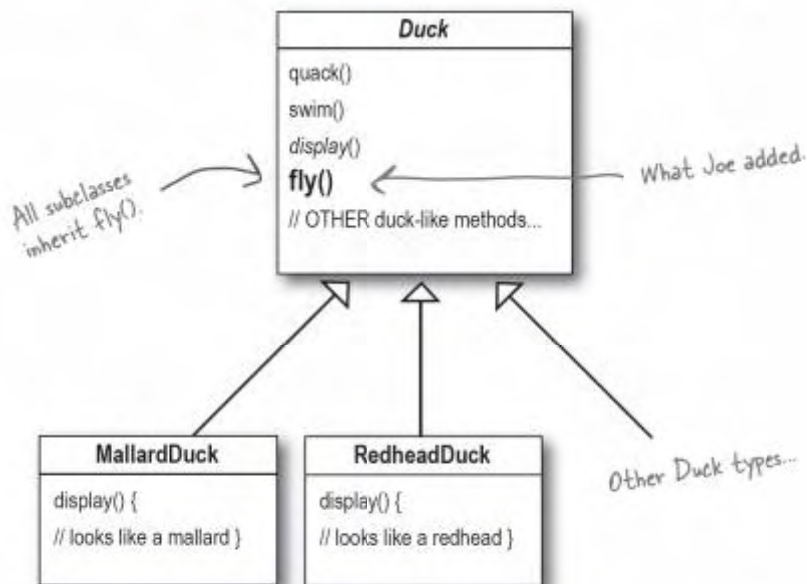 Duck
quack()
swim()
display()
fly()
// OTHER duck-like methods...
All subclasses
inherit fly().
What Joe added.
MallardDuck
display() {
// looks like a mallard }
RedheadDuck
display() {
// looks like a redhead }
Other Duck types...